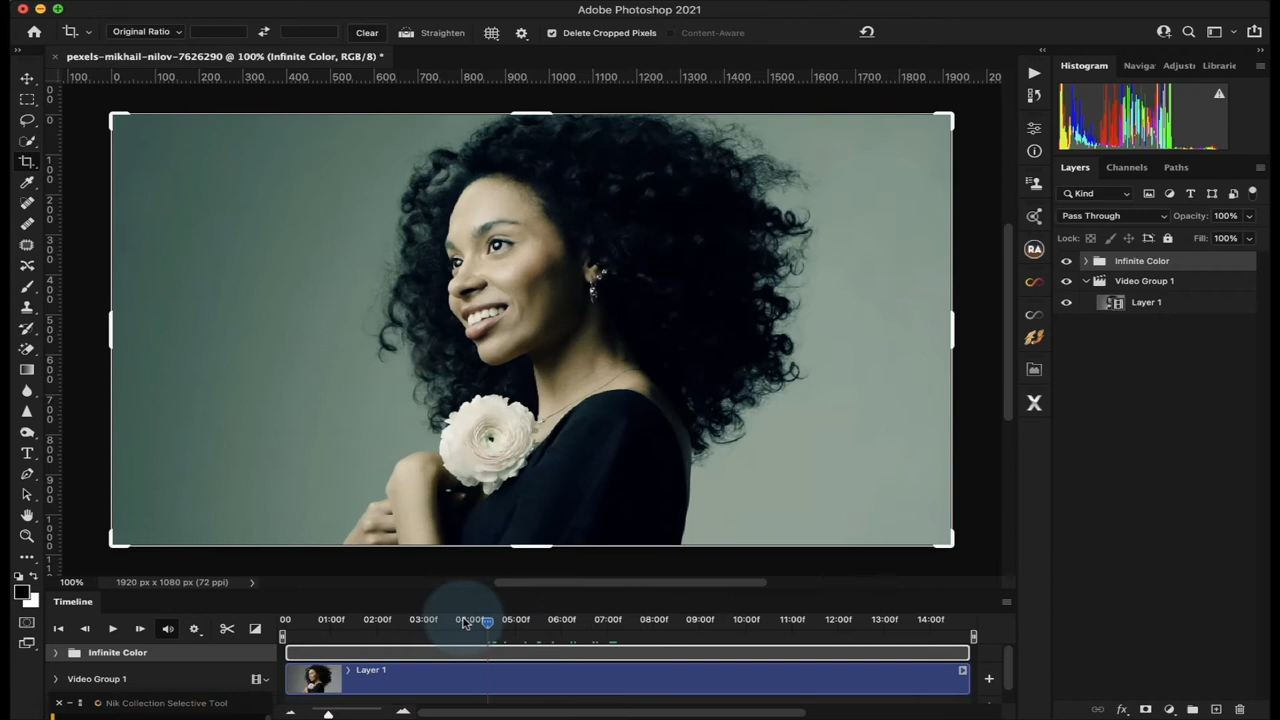 Adobe Photoshop 2021
Original Ratio
Clear
Straighten
Delete Cropped Pixels
Content-Aware
pexels-mikhail-nilov-7626290 @ 100% (Infinite Color, RGB/8) *
Histogram
Naviga
Adjust
Librarie
100 0 100 200 300 400 500 600 700 800 900 1000 1100 1200 1300 1400 1500 1600 1700 1800 1900 20
Layers Channels Paths
Kind
Pass Through Opacity: 100%
Lock: Fill: 100%
RA
Infinite Color
Video Group 1
Layer 1
100% 1920 px x 1080 px (72 ppi)
Timeline
00 01:00f 02:00f 03:00f 05:00f 06:00f 07:00f 08:00f 09:00f 10:00f 11:00f 12:00f 13:00f 14:00f
Infinite Color
Layer 1
Video Group 1
Nik Collection Selective Tool